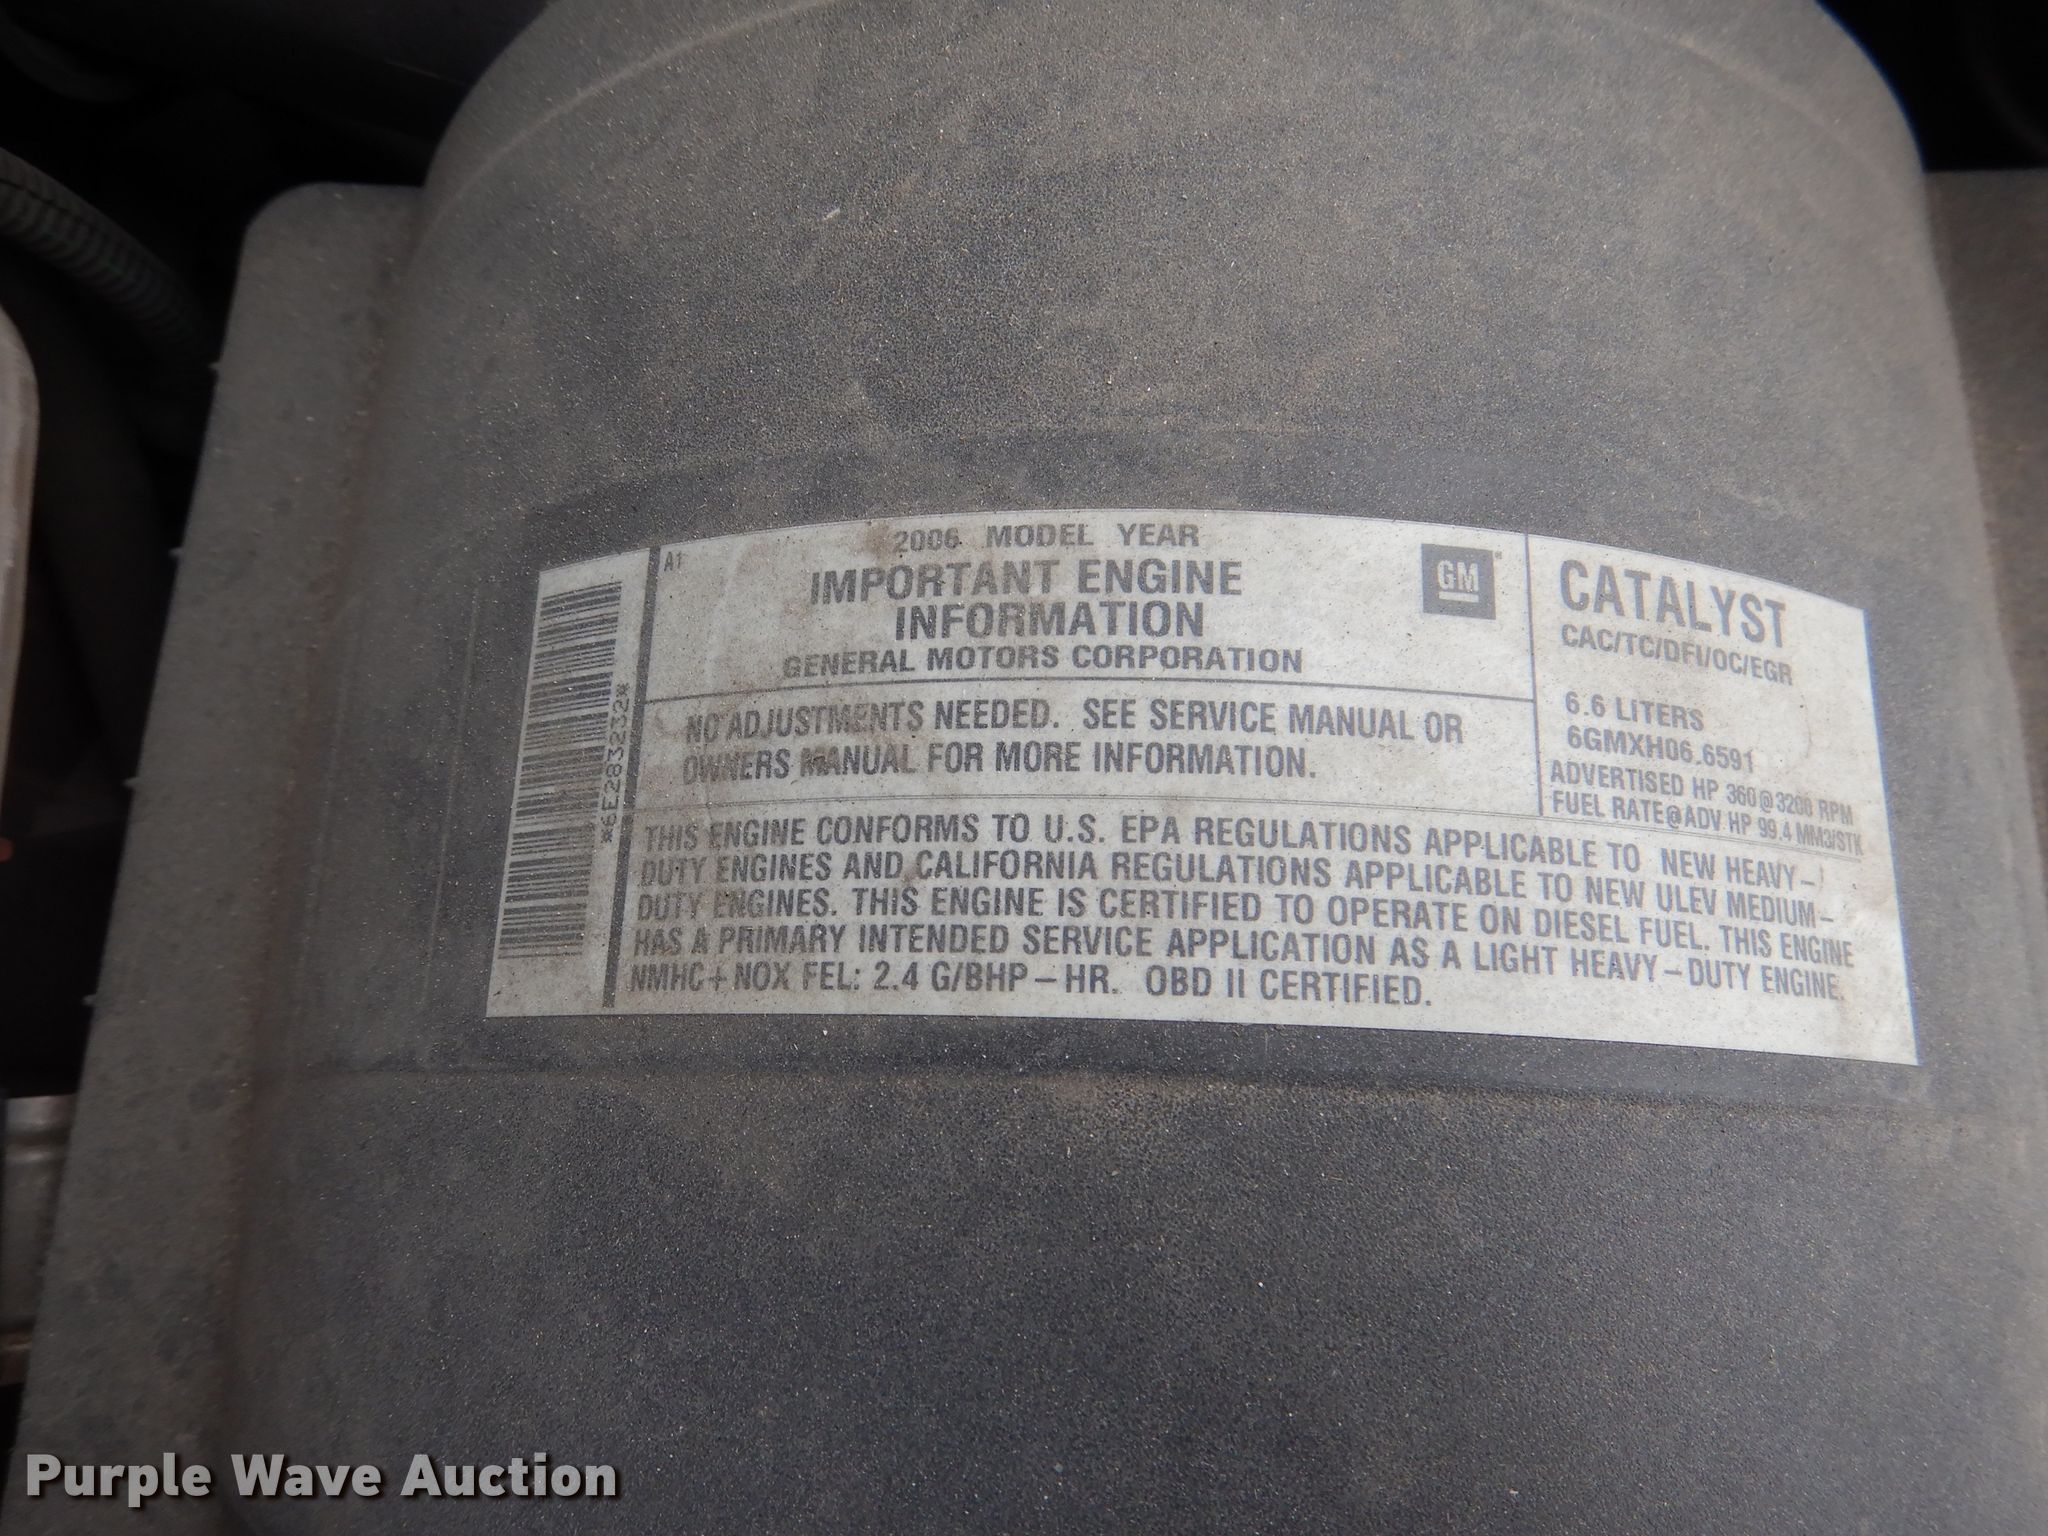 A1
2006 MODEL YEAR
IMPORTANT ENGINE
INFORMATION
GENERAL MOTORS CORPORATION
GM
NO ADJUSTMENTS NEEDED. SEE SERVICE MANUAL OR
OWNERS MANUAL FOR MORE INFORMATION.
CATALYST
CAC/TC/DFI/OC/EGR
6.6 LITERS
6GMXH06.6591
ADVERTISED HP 360@3200 RPM
FUEL RATE@ADV HP 99.4 MM3/STK
THIS ENGINE CONFORMS TO U.S. EPA REGULATIONS APPLICABLE TO NEW HEAVY-
DUTY ENGINES AND CALIFORNIA REGULATIONS APPLICABLE TO NEW ULEV MEDIUM-
DUTY ENGINES. THIS ENGINE IS CERTIFIED TO OPERATE ON DIESEL FUEL. THIS ENGINE
HAS A PRIMARY INTENDED SERVICE APPLICATION AS A LIGHT HEAVY-DUTY ENGINE.
NMHC+NOX FEL: 2.4 G/BHP-HR. OBD II CERTIFIED.
*6E283232*
Purple Wave Auction